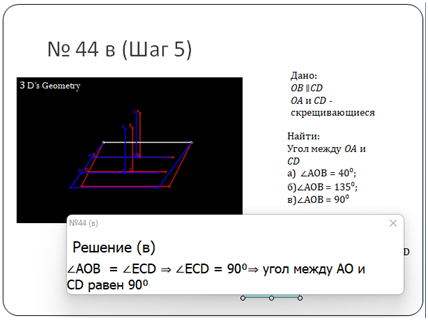 № 44 в (Шаг 5)
3 D's Geometry
Дано:
OB ∥CD
OA и CD -
скрещивающиеся
Найти:
Угол между OA и
CD
а) ∠AOB = 40⁰;
б)∠AOB = 135⁰;
в)∠AOB = 90⁰
D
№44 (в)
Решение (в)
∠AOB = ∠ECD ⇒ ∠ECD = 90⁰⇒ угол между АО и
CD равен 90⁰